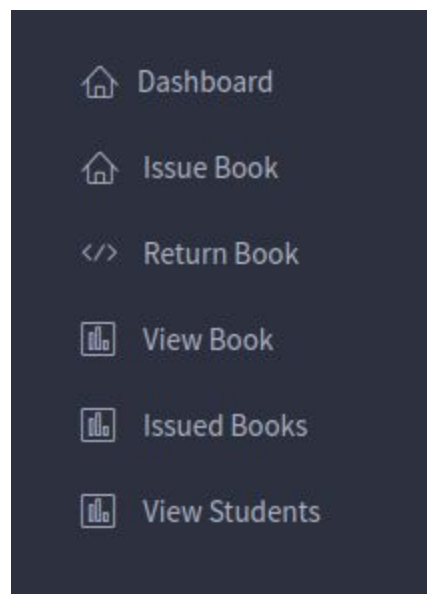 Dashboard
Issue Book
Return Book
View Book
Issued Books
View Students